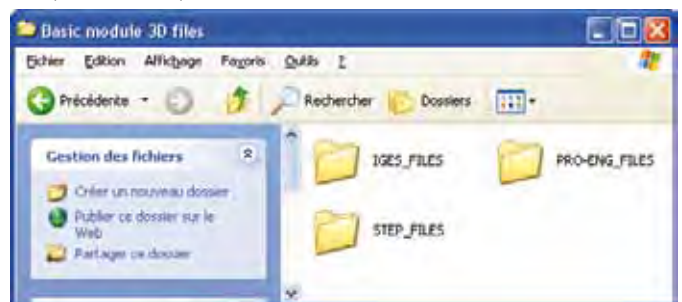 Basic module 3D files
Fichier Edition Affichage Favoris Outils ?
Précédente Rechercher Dossiers
Gestion des fichiers
Créer un nouveau dossier
Publier ce dossier sur le
Web
Partager ce dossier
IGES_FILES PRO-ENG_FILES
STEP_FILES